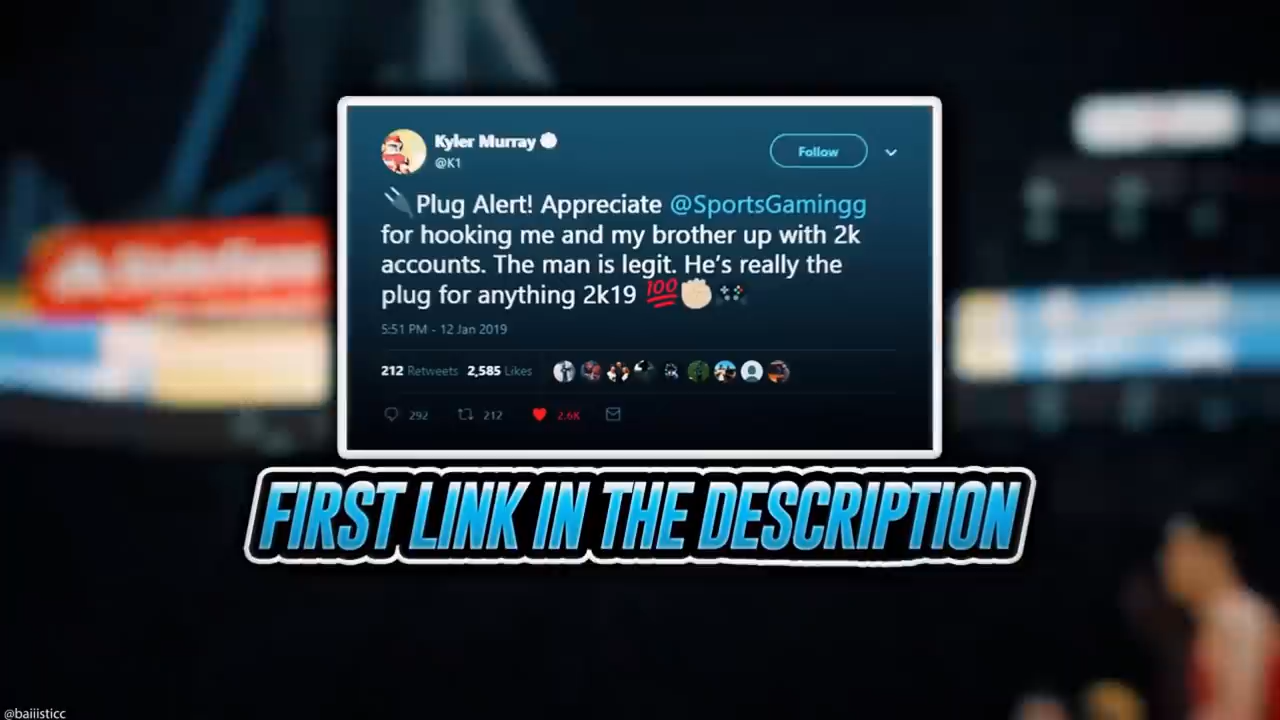 Kyler Murray
@K1
Follow
🔌Plug Alert! Appreciate @SportsGamingg
for hooking me and my brother up with 2k
accounts. The man is legit. He’s really the
plug for anything 2k19 💯✊🏼🎮
5:51 PM - 12 Jan 2019
212 Retweets 2,585 Likes
292 212 2.6K
FIRST LINK IN THE DESCRIPTION
@baiiisticc